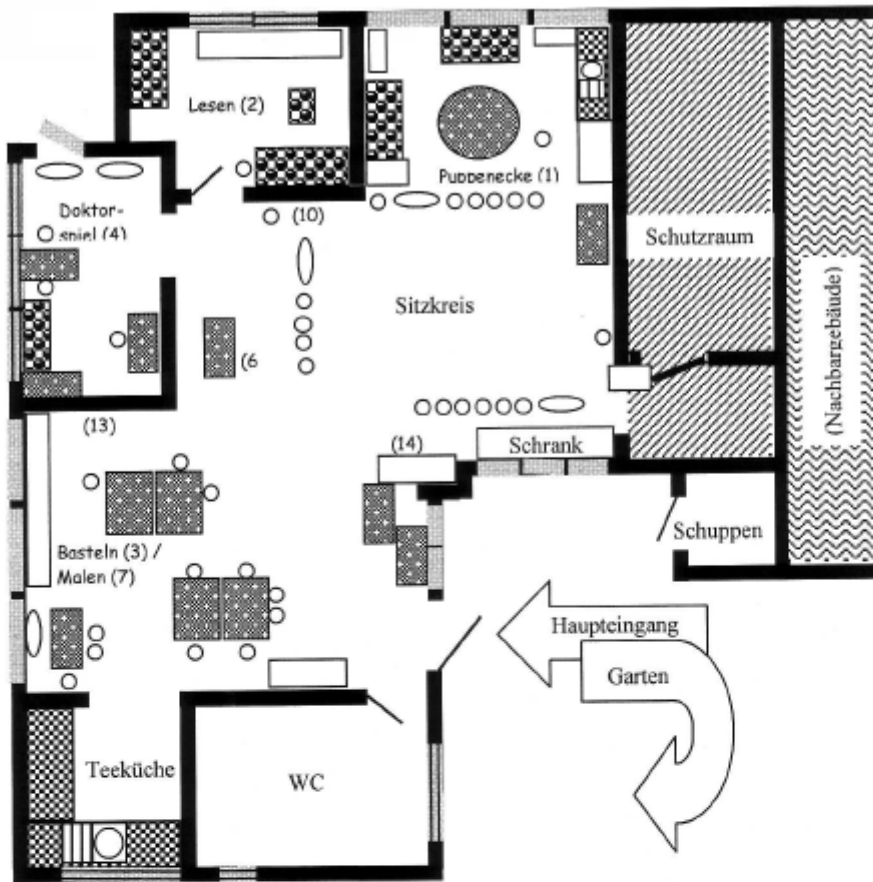 Lesen (2)
Puppenecke (1)
Doktor-
spiel (4)
(10)
Schutzraum
(Nachbargebäude)
Sitzkreis
(6
(13)
(14)
Schrank
Schuppen
Basteln (3) /
Malen (7)
Haupteingang
Garten
Teeküche
WC